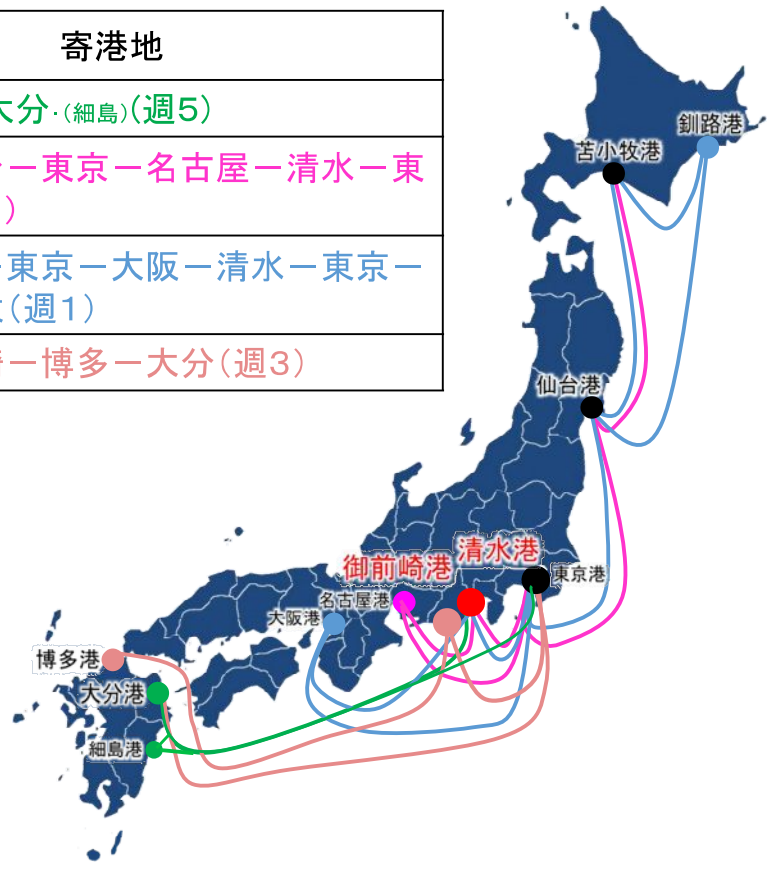 寄港地
大分・(細島)(週5)
ー東京ー名古屋ー清水ー東
)
東京ー大阪ー清水ー東京ー
(週1)
ー博多ー大分(週3)
釧路港
苫小牧港
仙台港
清水港
御前崎港
東京港
名古屋港
大阪港
博多港
大分港
細島港